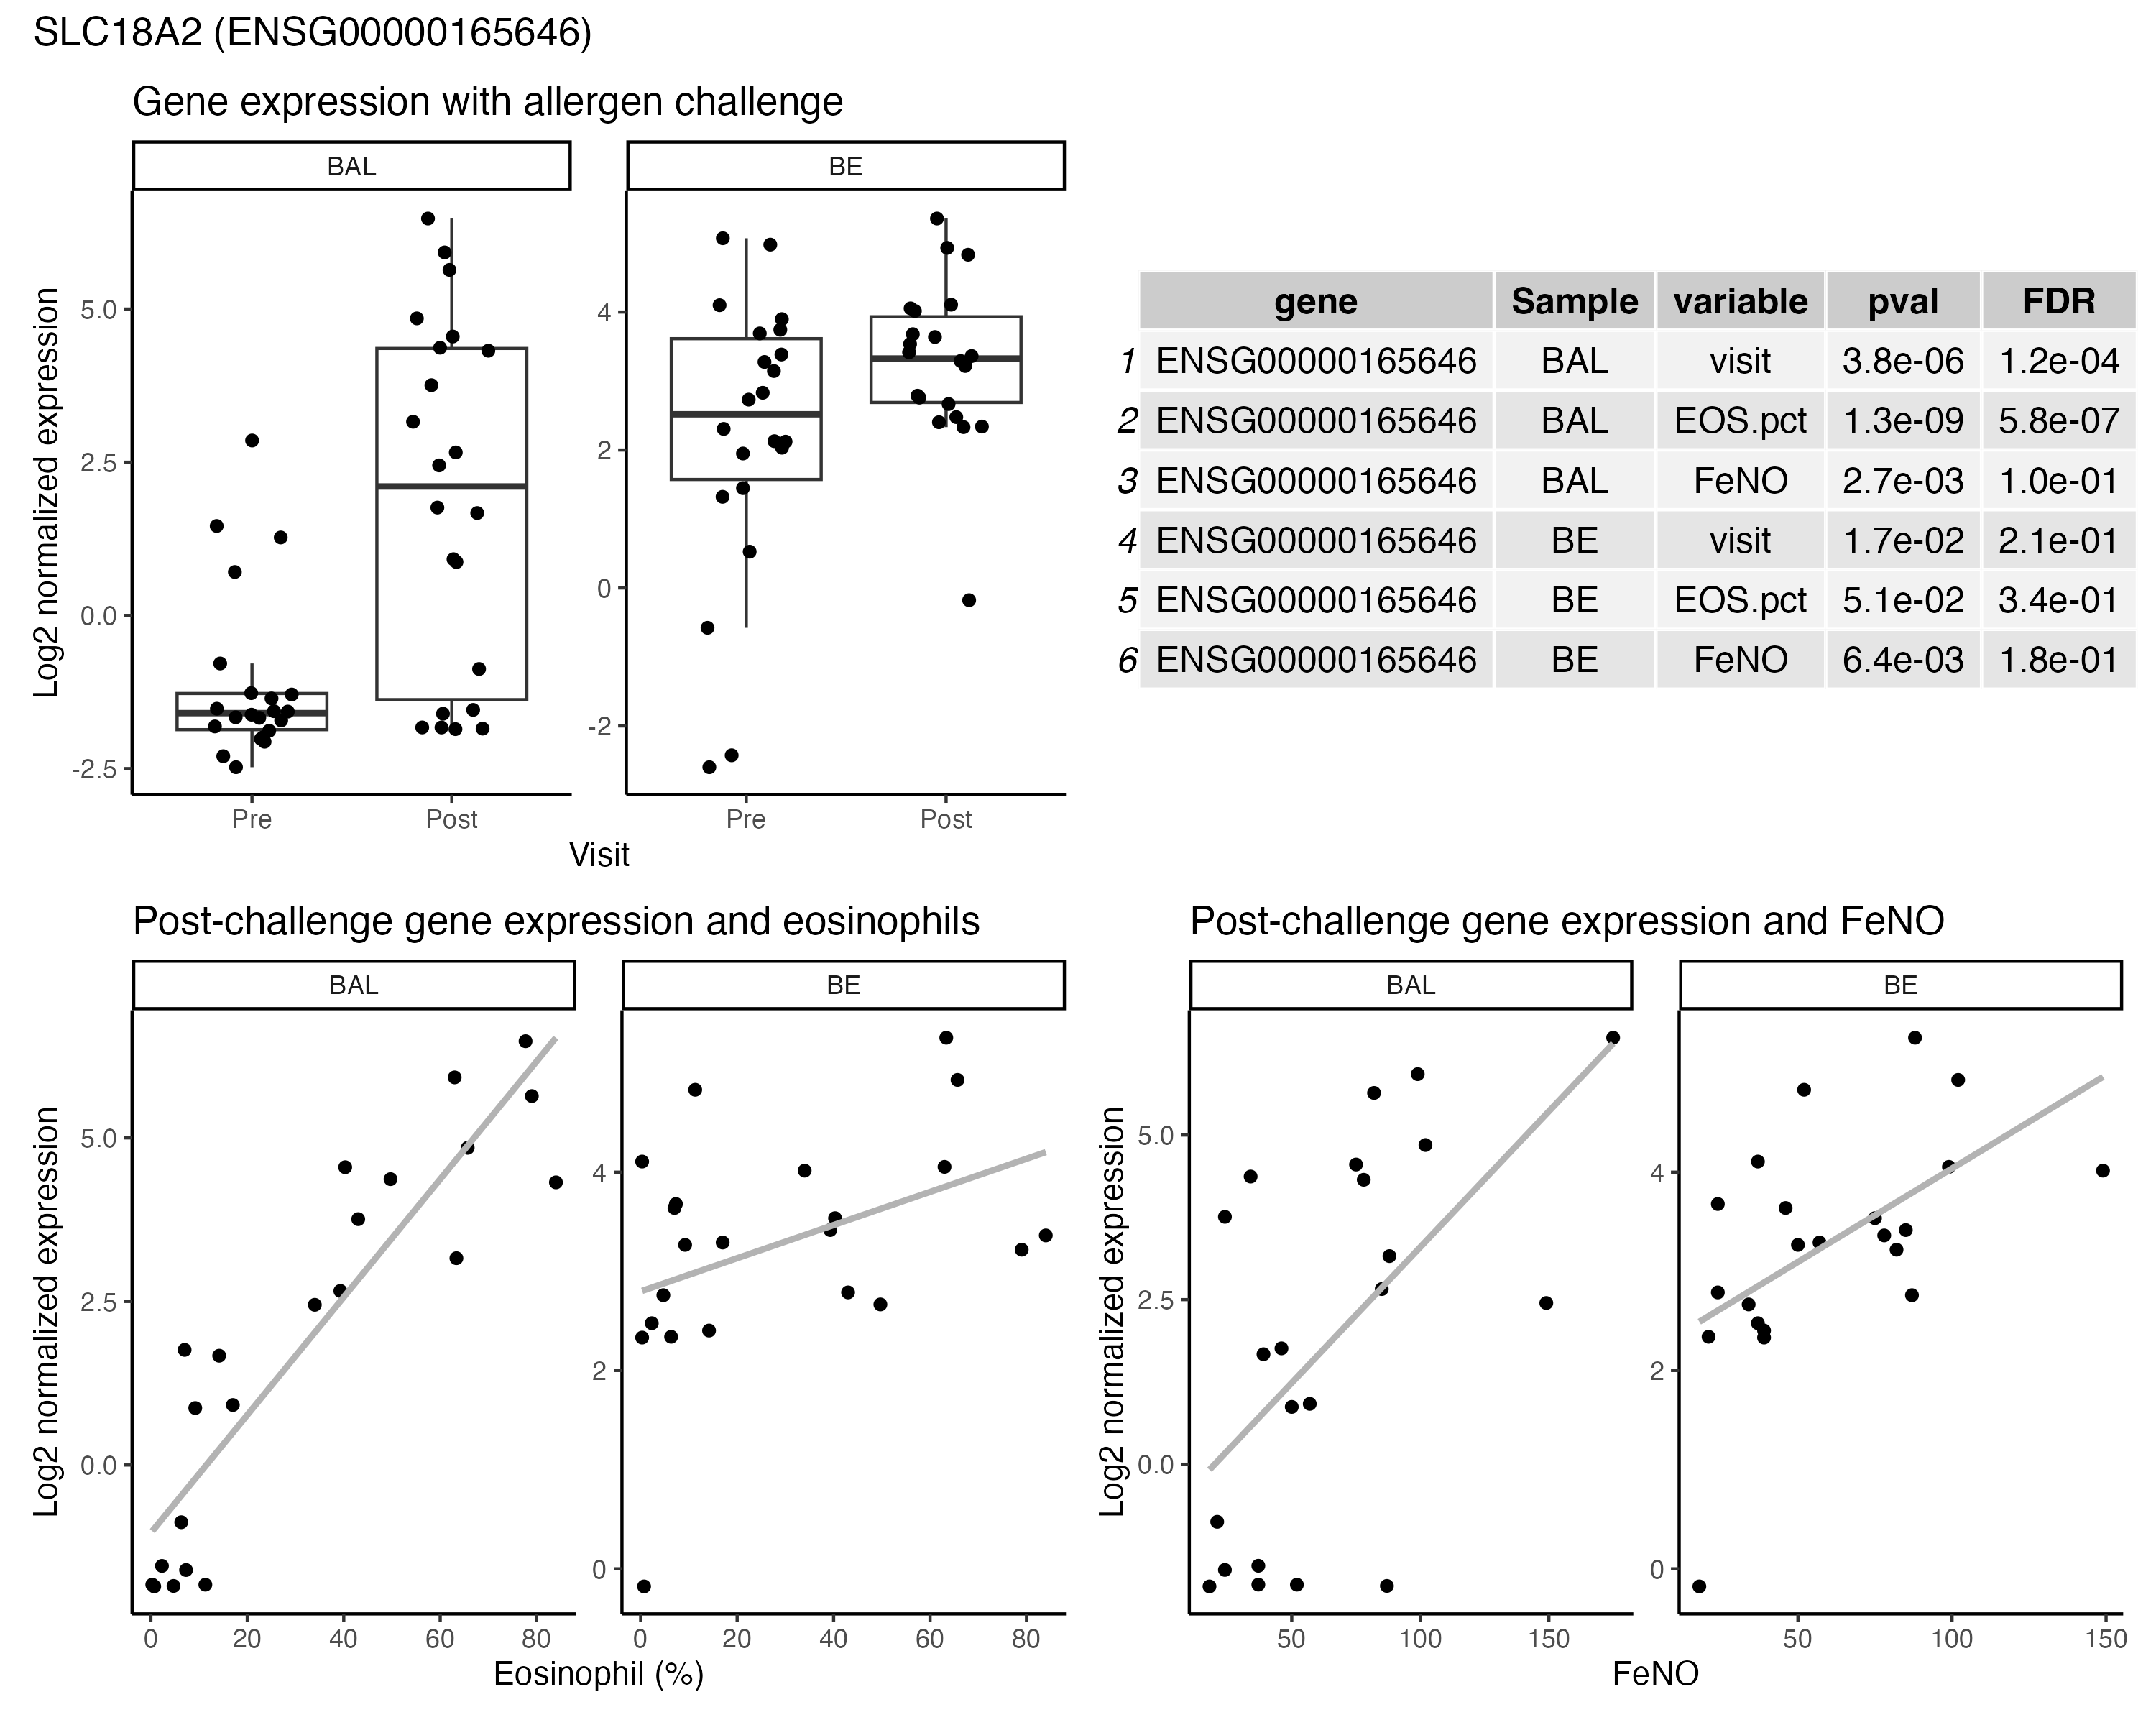 SLC18A2 (ENSG00000165646)
Gene expression with allergen challenge
BAL
BE
Log2 normalized expression
5.0
2.5
0.0
-2.5
4
2
0
-2
Pre
Post
Pre
Post
Visit
gene Sample variable pval FDR
1 ENSG00000165646 BAL visit 3.8e-06 1.2e-04
2 ENSG00000165646 BAL EOS.pct 1.3e-09 5.8e-07
3 ENSG00000165646 BAL FeNO 2.7e-03 1.0e-01
4 ENSG00000165646 BE visit 1.7e-02 2.1e-01
5 ENSG00000165646 BE EOS.pct 5.1e-02 3.4e-01
6 ENSG00000165646 BE FeNO 6.4e-03 1.8e-01
Post-challenge gene expression and eosinophils
BAL
BE
Log2 normalized expression
5.0
2.5
0.0
4
2
0
0 20 40 60 80
0 20 40 60 80
Eosinophil (%)
Post-challenge gene expression and FeNO
BAL
BE
Log2 normalized expression
5.0
2.5
0.0
4
2
0
50 100 150
50 100 150
FeNO